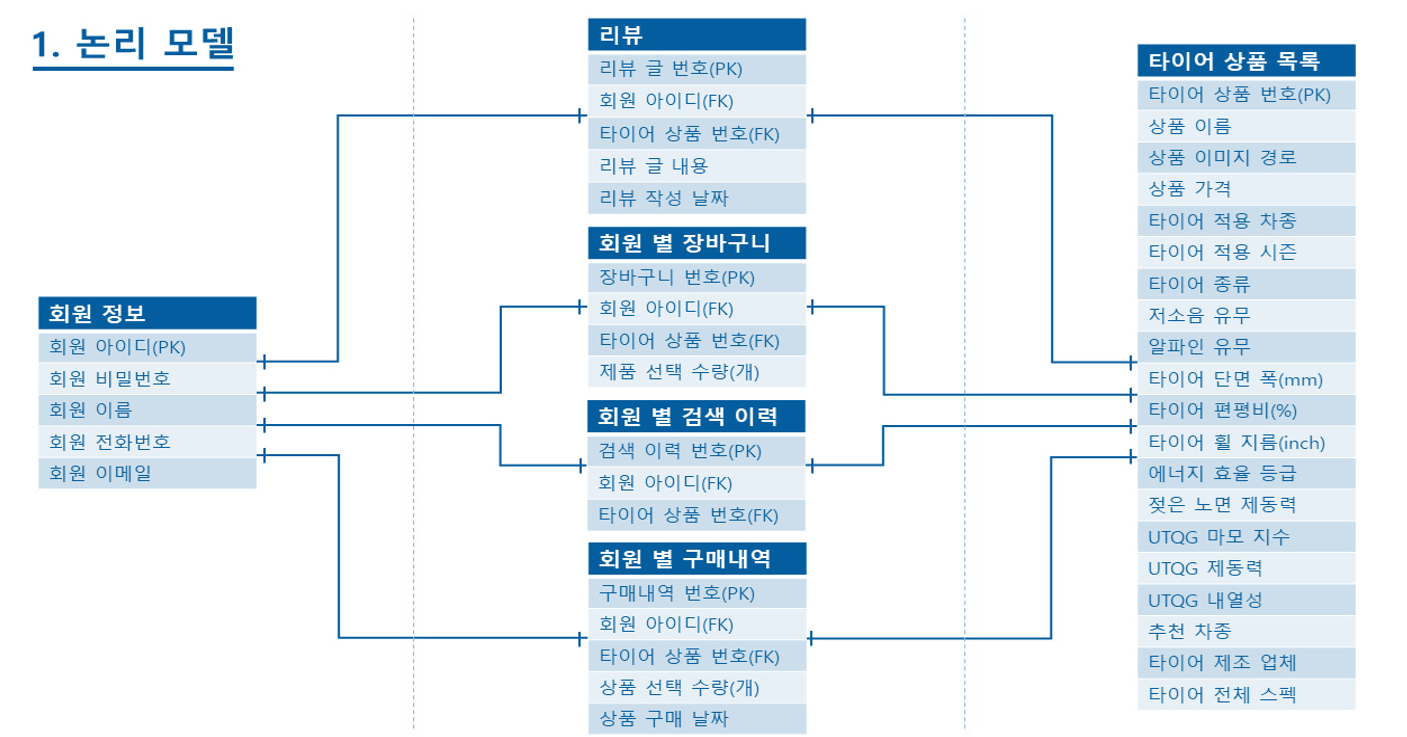 1. 논리 모델
회원 정보
회원 아이디(PK)
회원 비밀번호
회원 이름
회원 전화번호
회원 이메일
리뷰
리뷰 글 번호(PK)
회원 아이디(FK)
타이어 상품 번호(FK)
리뷰 글 내용
리뷰 작성 날짜
회원 별 장바구니
장바구니 번호(PK)
회원 아이디(FK)
타이어 상품 번호(FK)
제품 선택 수량(개)
회원 별 검색 이력
검색 이력 번호(PK)
회원 아이디(FK)
타이어 상품 번호(FK)
회원 별 구매내역
구매내역 번호(PK)
회원 아이디(FK)
타이어 상품 번호(FK)
상품 선택 수량(개)
상품 구매 날짜
타이어 상품 목록
타이어 상품 번호(PK)
상품 이름
상품 이미지 경로
상품 가격
타이어 적용 차종
타이어 적용 시즌
타이어 종류
저소음 유무
알파인 유무
타이어 단면 폭(mm)
타이어 편평비(%)
타이어 휠 지름(inch)
에너지 효율 등급
젖은 노면 제동력
UTQG 마모 지수
UTQG 제동력
UTQG 내열성
추천 차종
타이어 제조 업체
타이어 전체 스펙